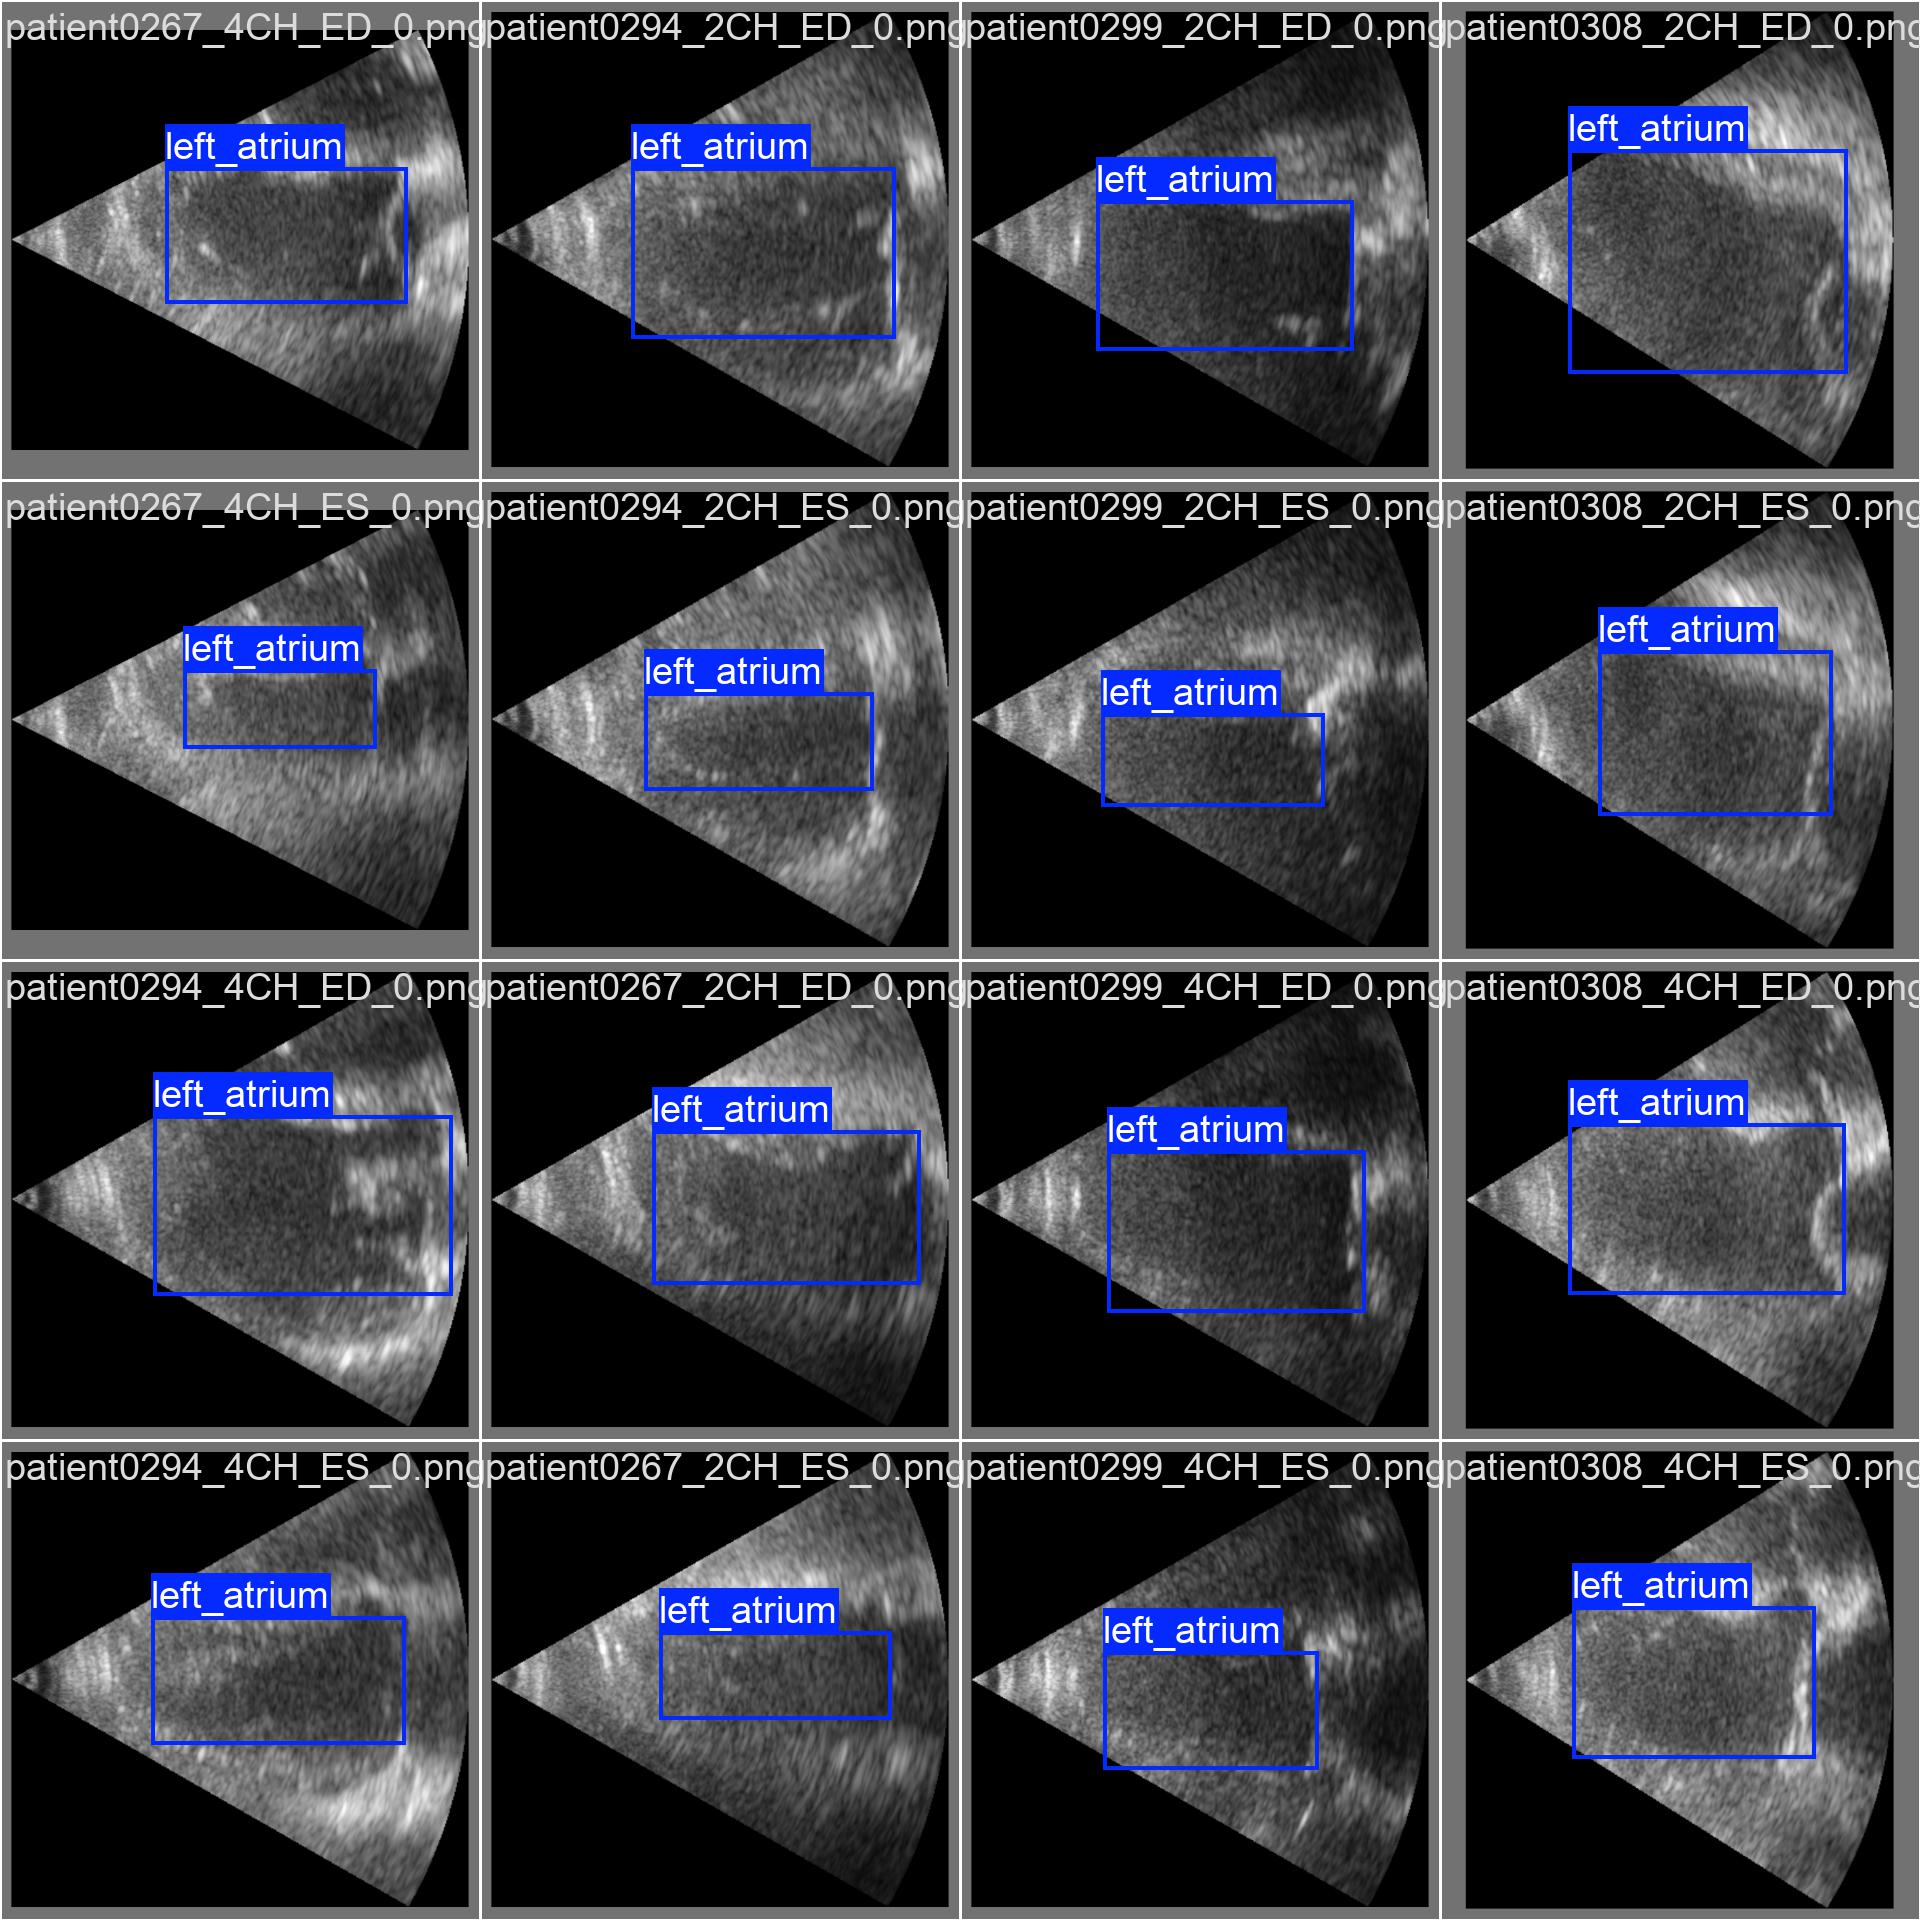 patient0267_4CH_ED_0.png
left_atrium
patient0294_2CH_ED_0.png
left_atrium
patient0299_2CH_ED_0.png
left_atrium
patient0308_2CH_ED_0.png
left_atrium
patient0267_4CH_ES_0.png
left_atrium
patient0294_2CH_ES_0.png
left_atrium
patient0299_2CH_ES_0.png
left_atrium
patient0308_2CH_ES_0.png
left_atrium
patient0294_4CH_ED_0.png
left_atrium
patient0267_2CH_ED_0.png
left_atrium
patient0299_4CH_ED_0.png
left_atrium
patient0308_4CH_ED_0.png
left_atrium
patient0294_4CH_ES_0.png
left_atrium
patient0267_2CH_ES_0.png
left_atrium
patient0299_4CH_ES_0.png
left_atrium
patient0308_4CH_ES_0.png
left_atrium